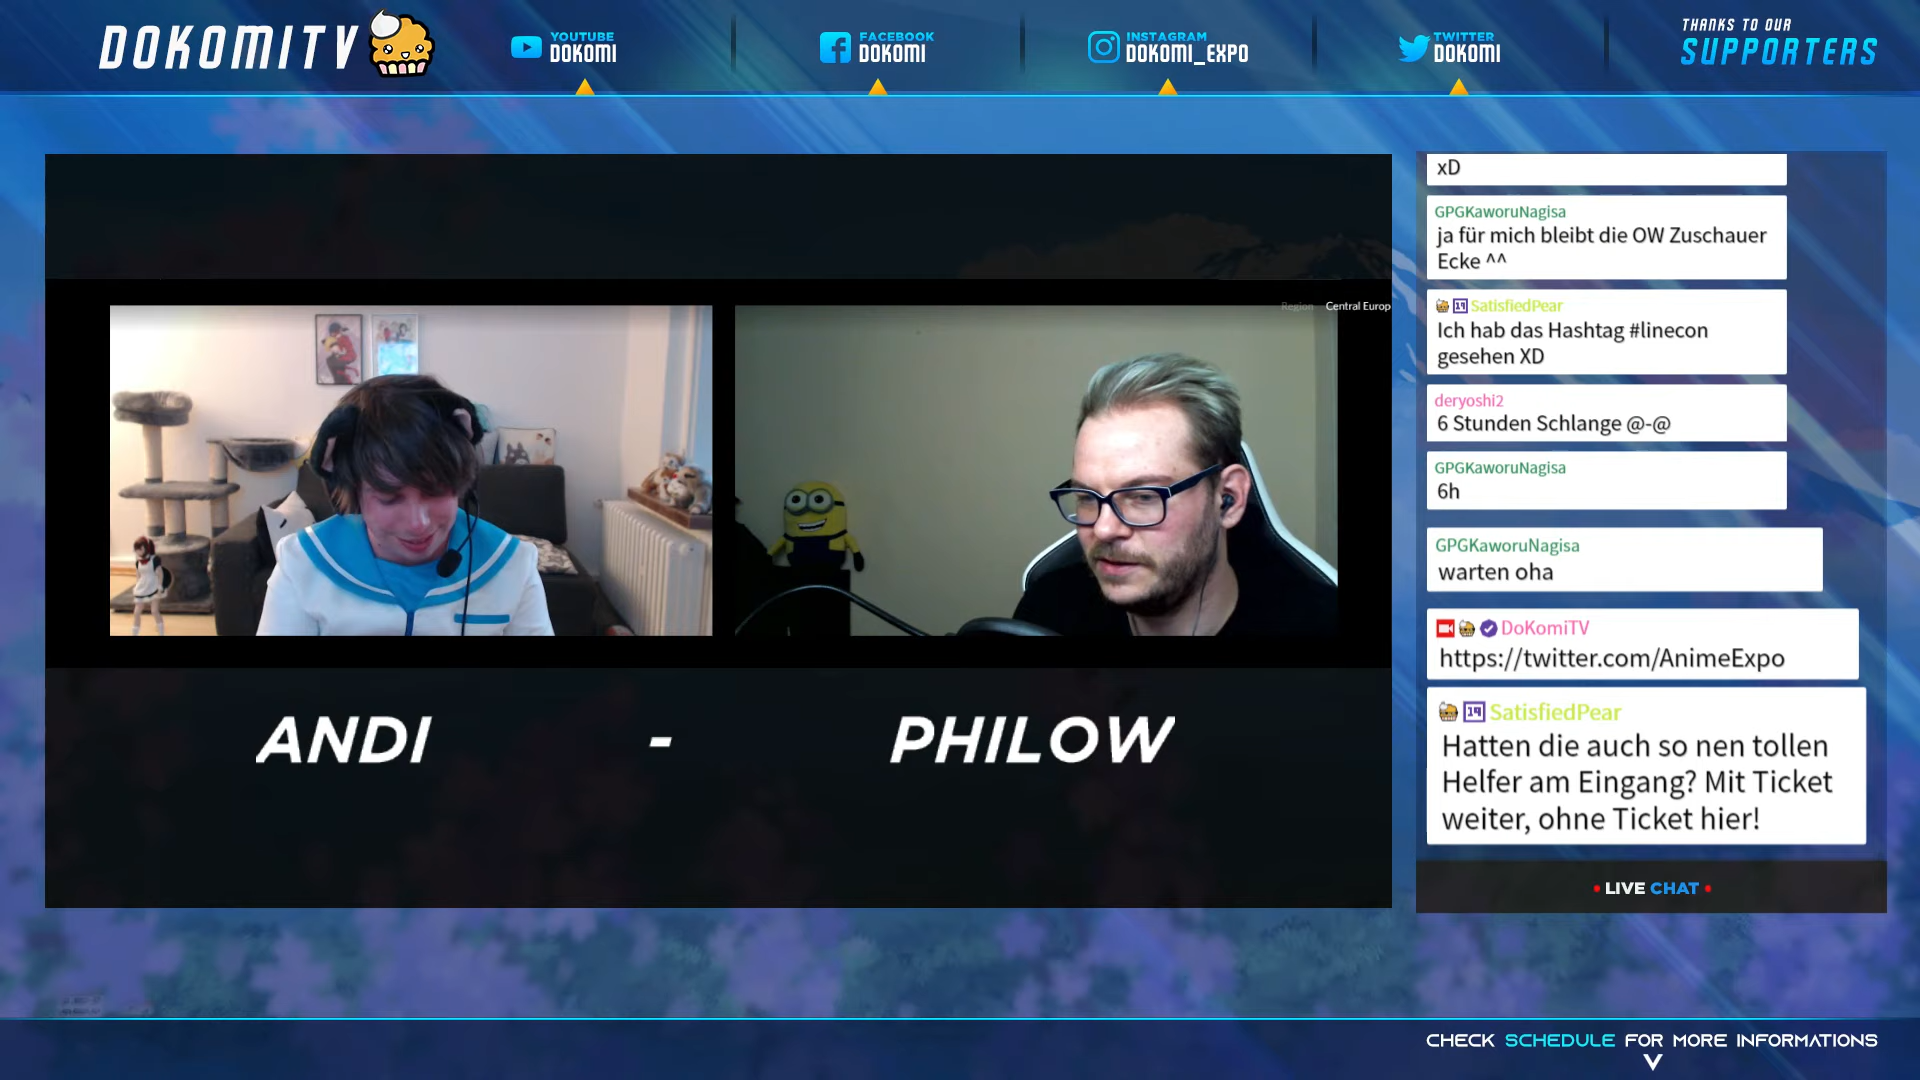 DOKOMITV
YOUTUBE
DOKOMI
FACEBOOK
DOKOMI
INSTAGRAM
DOKOMI_EXPO
TWITTER
DOKOMI
THANKS TO OUR
SUPPORTERS
Region Central Europ
ANDI - PHILOW
xD
GPGKaworuNagisa
ja für mich bleibt die OW Zuschauer
Ecke ^^
19 SatisfiedPear
Ich hab das Hashtag #linecon
gesehen XD
deryoshi2
6 Stunden Schlange @-@
GPGKaworuNagisa
6h
GPGKaworuNagisa
warten oha
DoKomiTV
https://twitter.com/AnimeExpo
19 SatisfiedPear
Hatten die auch so nen tollen
Helfer am Eingang? Mit Ticket
weiter, ohne Ticket hier!
• LIVE CHAT •
CHECK SCHEDULE FOR MORE INFORMATIONS